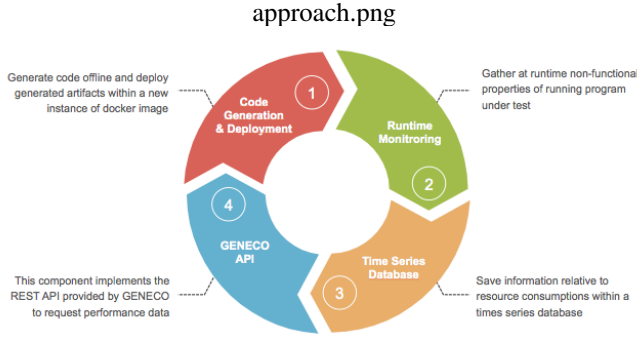 approach.png
Generate code offline and deploy
generated artifacts within a new
instance of docker image
1
Code
Generation
& Deployment
Gather at runtime non-functional
properties of running program
under test
Runtime
Monitroring
2
4
GENECO
API
Time Series
Database
3
This component implements the
REST API provided by GENECO
to request performance data
Save information relative to
resource consumptions within a
times series database